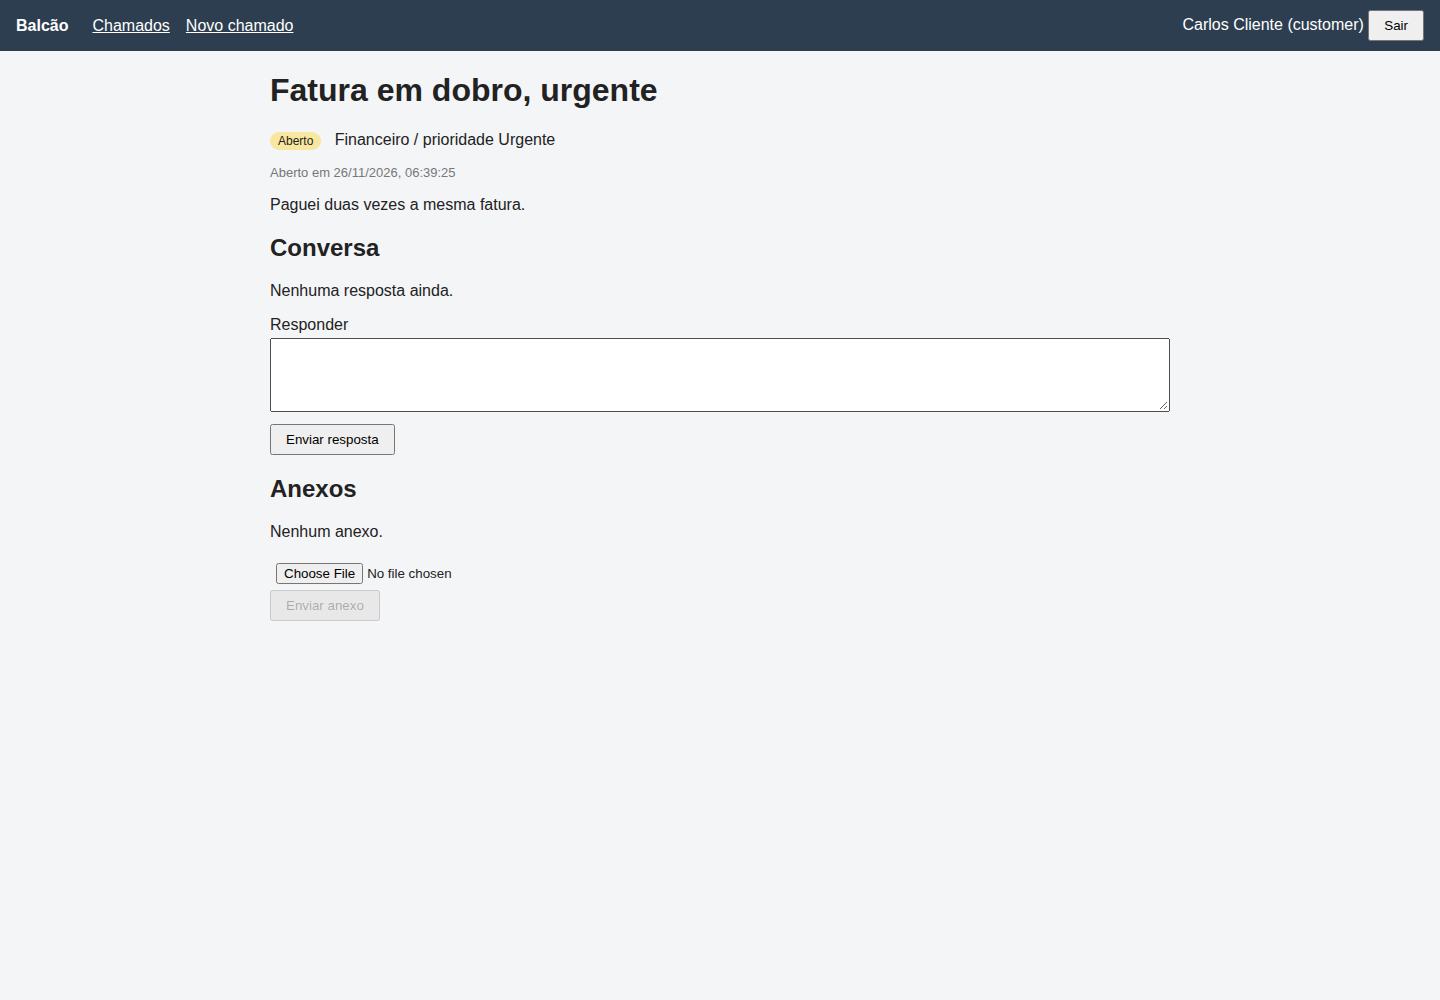 Balcão Chamados Novo chamado Carlos Cliente (customer) Sair
Fatura em dobro, urgente
Aberto Financeiro / prioridade Urgente
Aberto em 26/11/2026, 06:39:25
Paguei duas vezes a mesma fatura.
Conversa
Nenhuma resposta ainda.
Responder
Enviar resposta
Anexos
Nenhum anexo.
Choose File No file chosen
Enviar anexo